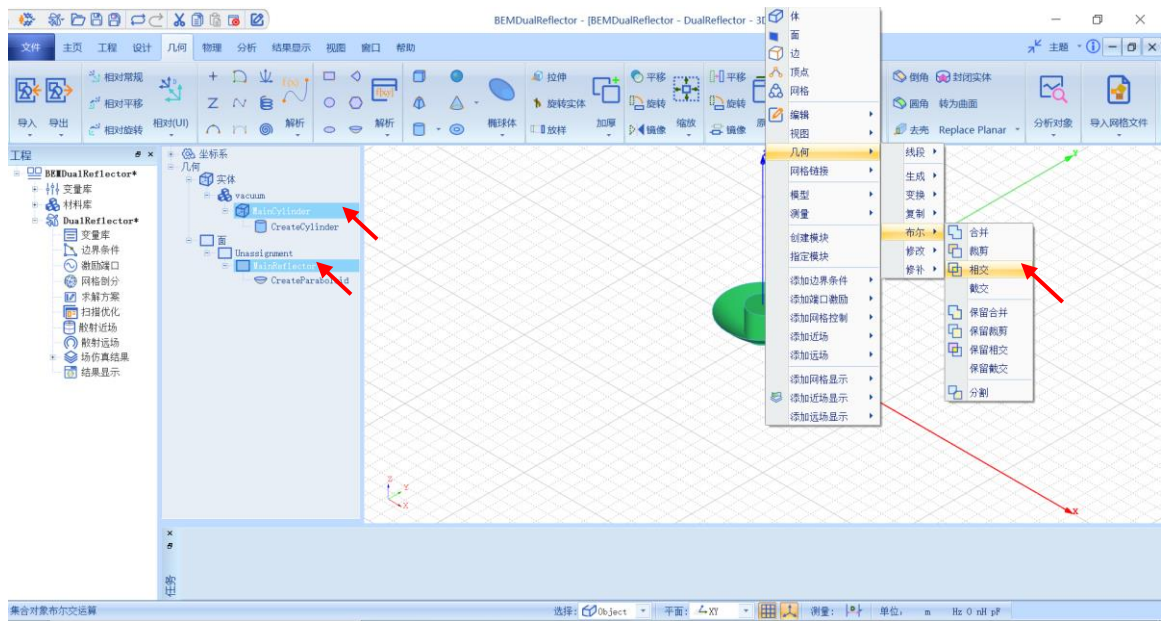 BEMDualReflector - [BEMDualReflector - DualReflector - 3D
文件 主页 工程 设计 几何 物理 分析 结果显示 视图 窗口 帮助 主题
相对常规 f(x) 拉伸 平移 平移 倒角 封闭实体
导入 导出 相对平移 相对(UI) 解析 f(x,y) 解析 椭球体 旋转实体 加厚 旋转 缩放 旋转 圆角 转为曲面 分析对象 导入网格文件
相对旋转 放样 镜像 镜像 去壳 Replace Planar
工程
BEMDualReflector*
变量库
材料库
DualReflector*
变量库
边界条件
激励端口
网格剖分
求解方案
扫描优化
散射近场
散射远场
场仿真结果
结果显示
坐标系
几何
实体
vacuum
MainCylinder
CreateCylinder
面
Unassignment
MainReflector
CreateParaboloid
体
面
边
顶点
网格
编辑
视图
几何
网格链接
模型
测量
创建模块
指定模块
添加边界条件
添加端口激励
添加网格控制
添加近场
添加远场
添加网格显示
添加近场显示
添加远场显示
线段
生成
变换
复制
布尔
修改
修补
合并
裁剪
相交
截交
保留合并
保留裁剪
保留相交
保留截交
分割
Z
Y
X
Y
X
任务
集合对象布尔交运算 选择: Object 平面: XY 测量: 单位: m Hz O nH pF